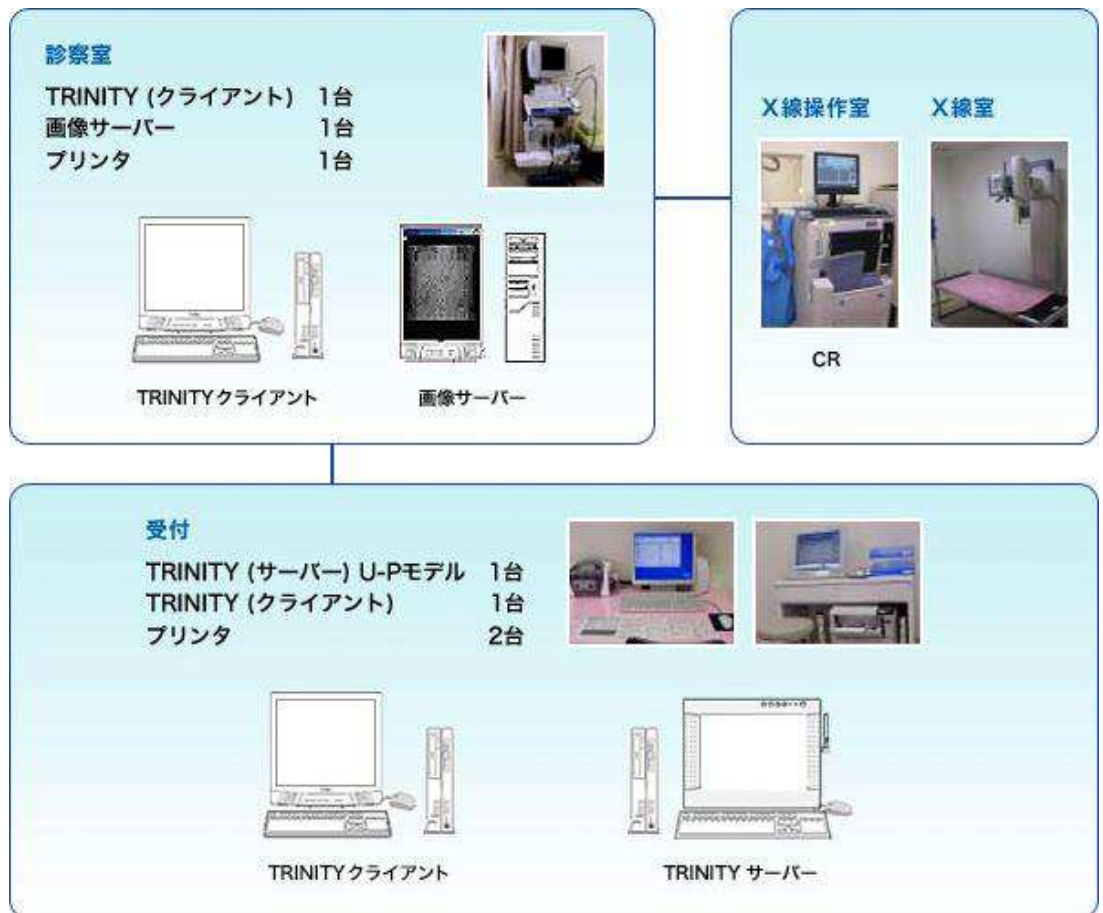 診察室
TRINITY (クライアント) 1台
画像サーバー 1台
プリンタ 1台
TRINITYクライアント
画像サーバー
X線操作室
X線室
CR
受付
TRINITY (サーバー) U-Pモデル 1台
TRINITY (クライアント) 1台
プリンタ 2台
TRINITYクライアント
TRINITY サーバー